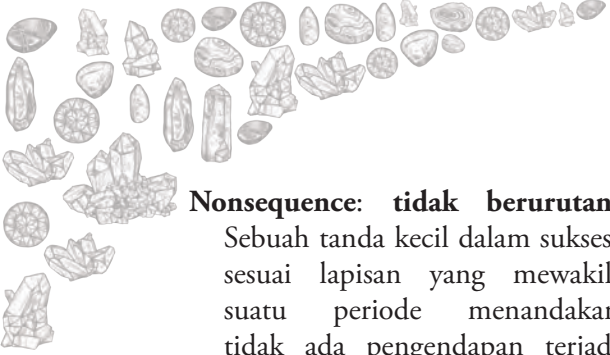 Nonsequence: tidak berurutan
Sebuah tanda kecil dalam sukses
sesuai lapisan yang mewakil
suatu periode menandakan
tidak ada pengendapan terjad